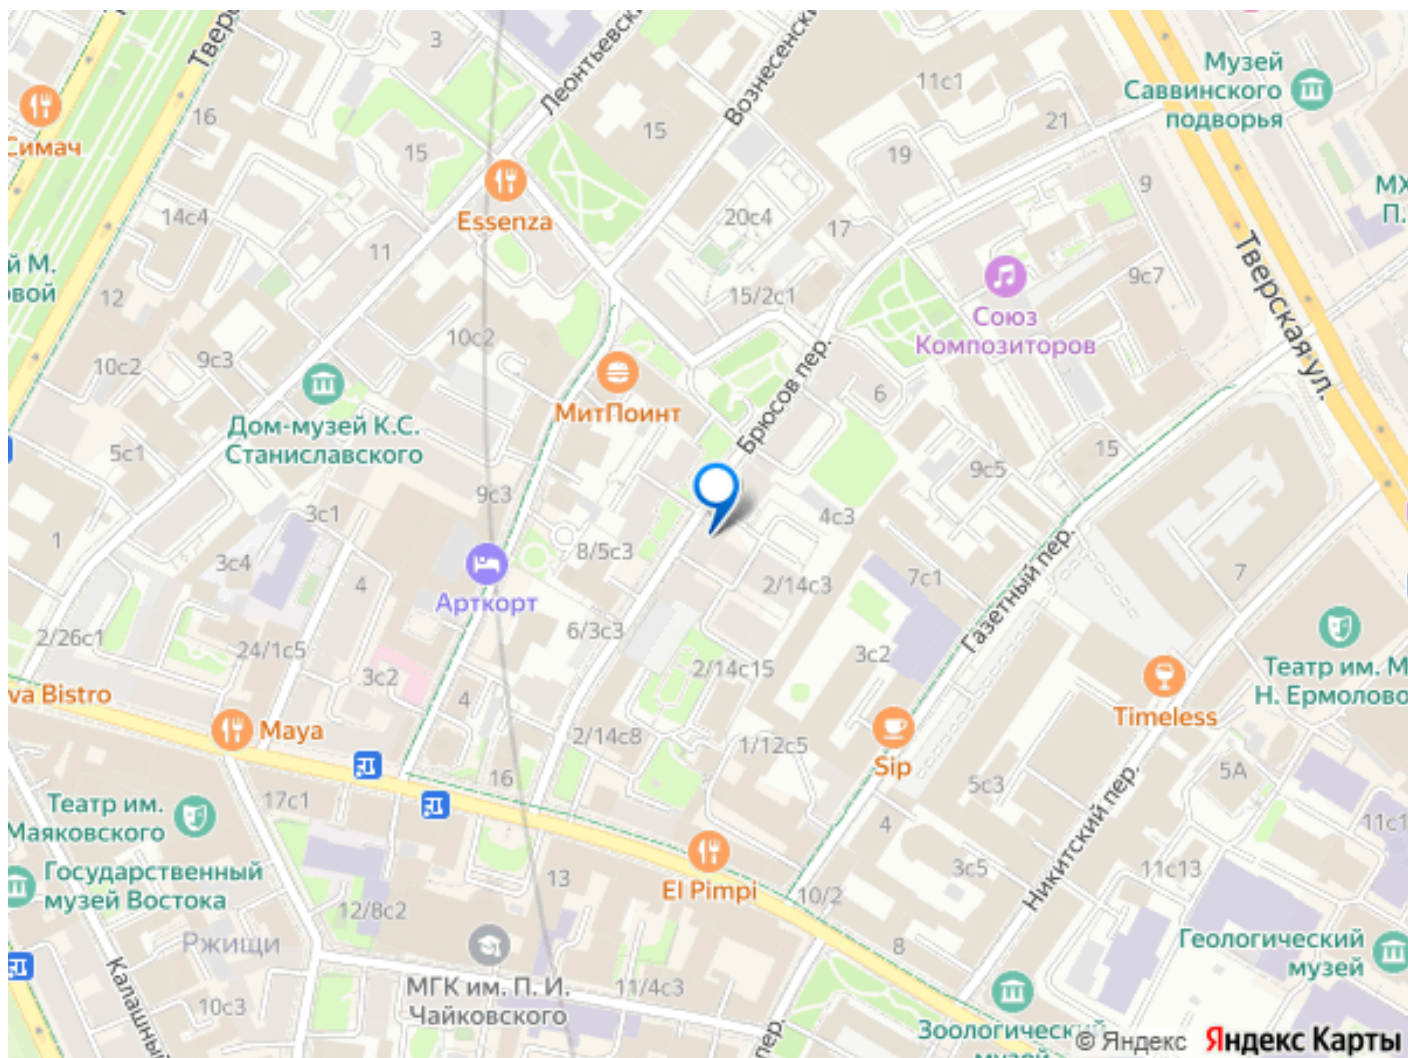 Тверс
3
Леонтьевски
Вознесенски
11с1
Музей
Саввинского
подворья
Симач
16
15
15
21
19
9
МХ
П.
Essenza
14с4
20с4
17
11
й М.
овой
12
15/2с1
9с7
Тверская ул.
Союз
Композиторов
10с2
10с2
9с3
МитПоинт
Брюсов пер.
6
Дом-музей К.С.
Станиславского
5с1
15
9с5
9с3
3с1
4с3
1
3с4
8/5с3
4
2/14с3
7с1
7
Газетный пер.
Арткорт
2/26с1
24/1с5
6/3с3
3с2
2/14с15
3с2
Театр им. М
Н. Ермолово
va Bistro
Maya
4
2/14с8
1/12с5
Timeless
Sip
16
5с3
5А
Театр им.
Маяковского
17с1
4
11с1
Никитский пер.
Государственный
музей Востока
13
El Pimpi
10/2
3с5
11с13
12/8с2
Ржищи
8
Геологический
музей
Калашный
10с3
МГК им. П. И.
Чайковского
11/4с3
пер.
Зоологический
музей
© Яндекс Яндекс Карты